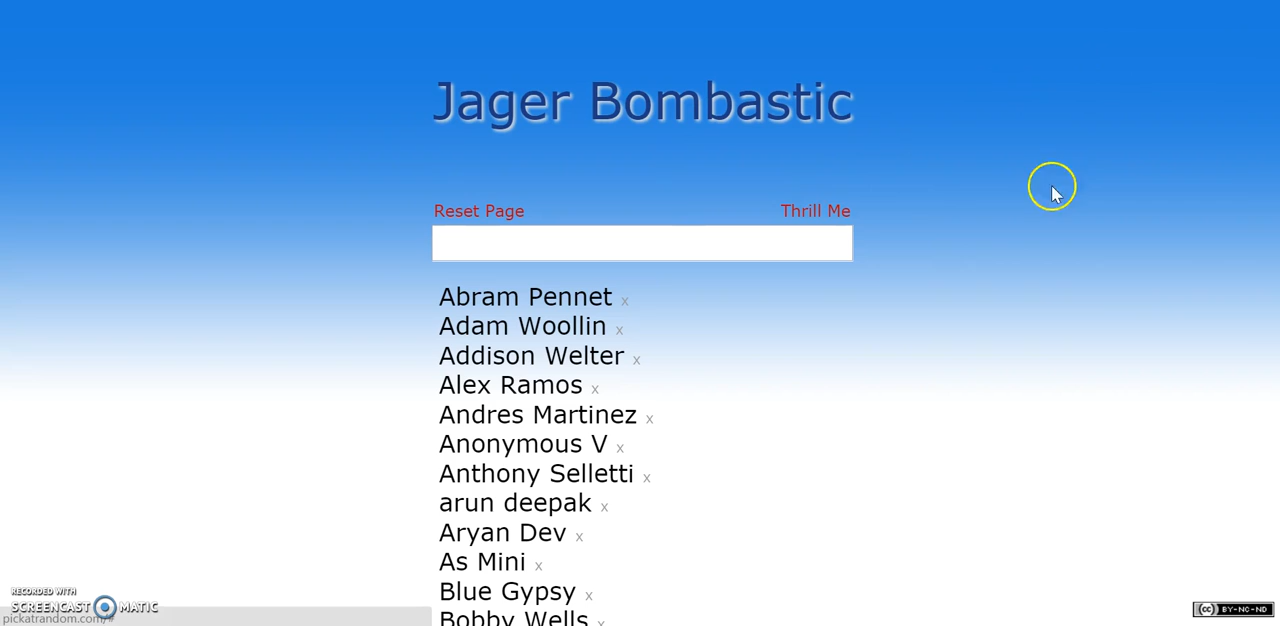 Jager Bombastic
Reset Page Thrill Me
Abram Pennet x
Adam Woollin x
Addison Welter x
Alex Ramos x
Andres Martinez x
Anonymous V x
Anthony Selletti x
arun deepak x
Aryan Dev x
As Mini x
Blue Gypsy x
Bobby Wells x
RECORDED WITH
SCREENCAST MATIC
pickatrandom.com/#
cc BY-NC-ND